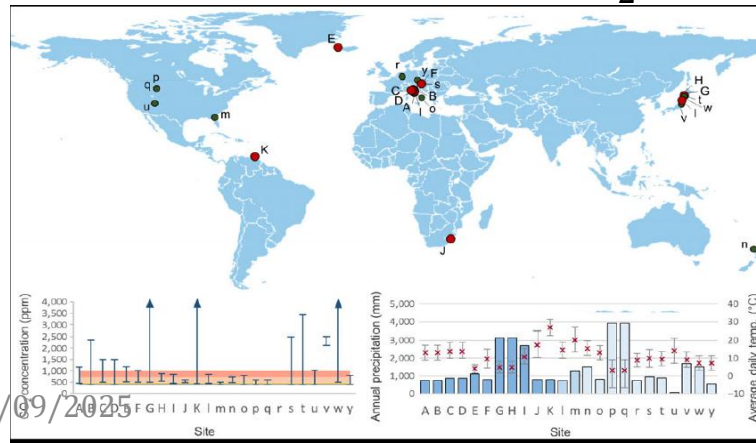 E
r
y F
C s
D A I B o
p
q
u
m
K
J
H
G
t
w
v I
n
concentration (ppm)
4,000
3,500
3,000
2,500
2,000
1,500
1,000
500
0
A B C D E F G H I J K l m n o p q r s t u v w y
Site
Annual precipitation (mm)
5,000
4,000
3,000
2,000
1,000
0
A B C D E F G H I J K l m n o p q r s t u v w y
Site
40
30
20
10
0
-10
Average daily temp. (°C)
/09/2025